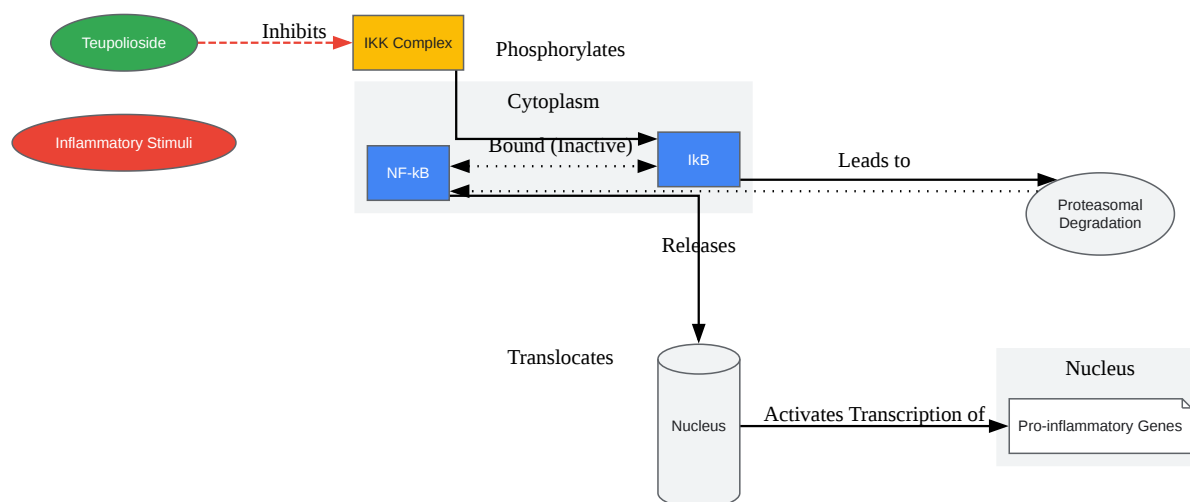 Inhibits
Teupolioside
IKK Complex
Phosphorylates
Cytoplasm
Inflammatory Stimuli
Bound (Inactive)
IkB
Leads to
NF-kB
Proteasomal
Degradation
Releases
Translocates
Nucleus
Nucleus
Activates Transcription of
Pro-inflammatory Genes